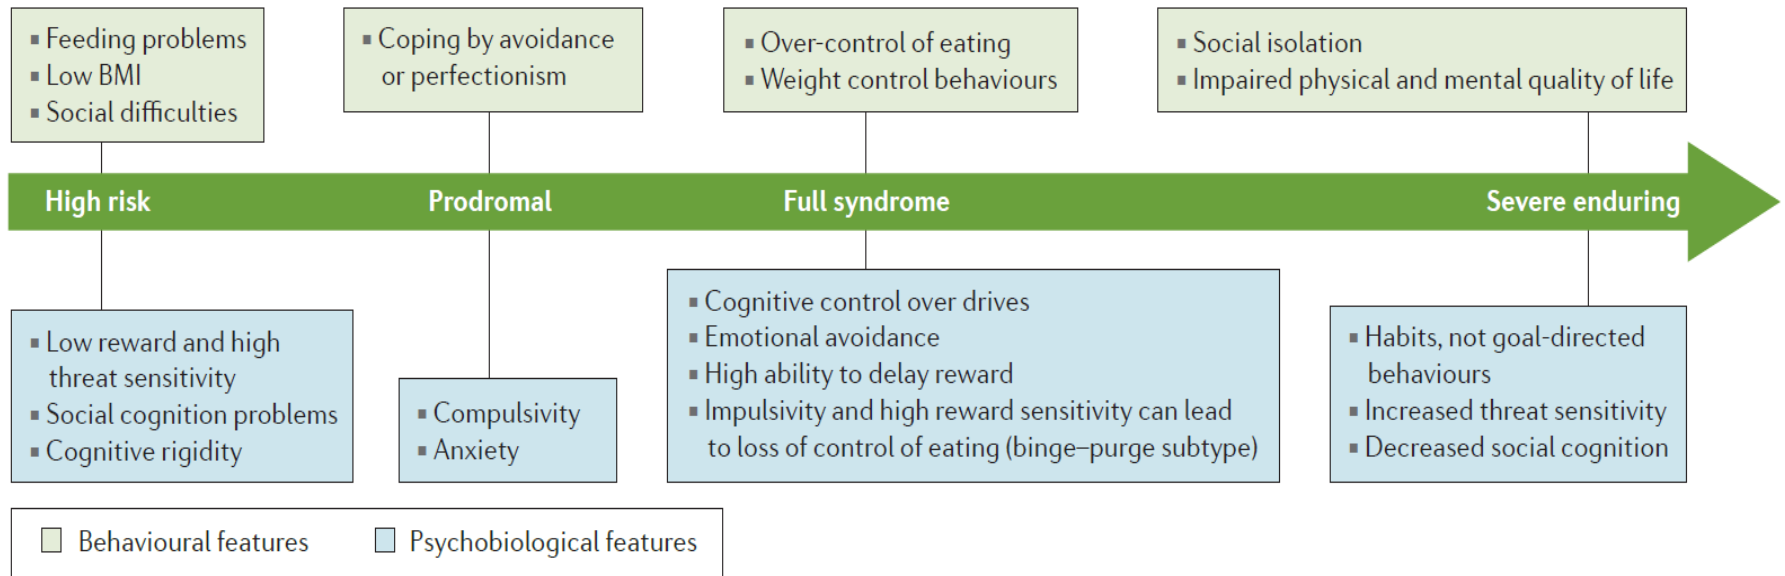 ▪ Feeding problems
▪ Low BMI
▪ Social difficulties
▪ Coping by avoidance
or perfectionism
▪ Over-control of eating
▪ Weight control behaviours
▪ Social isolation
▪ Impaired physical and mental quality of life
High risk
Prodromal
Full syndrome
Severe enduring
▪ Low reward and high
threat sensitivity
▪ Social cognition problems
▪ Cognitive rigidity
▪ Compulsivity
▪ Anxiety
▪ Cognitive control over drives
▪ Emotional avoidance
▪ High ability to delay reward
▪ Impulsivity and high reward sensitivity can lead
to loss of control of eating (binge–purge subtype)
▪ Habits, not goal-directed
behaviours
▪ Increased threat sensitivity
▪ Decreased social cognition
Behavioural features
Psychobiological features